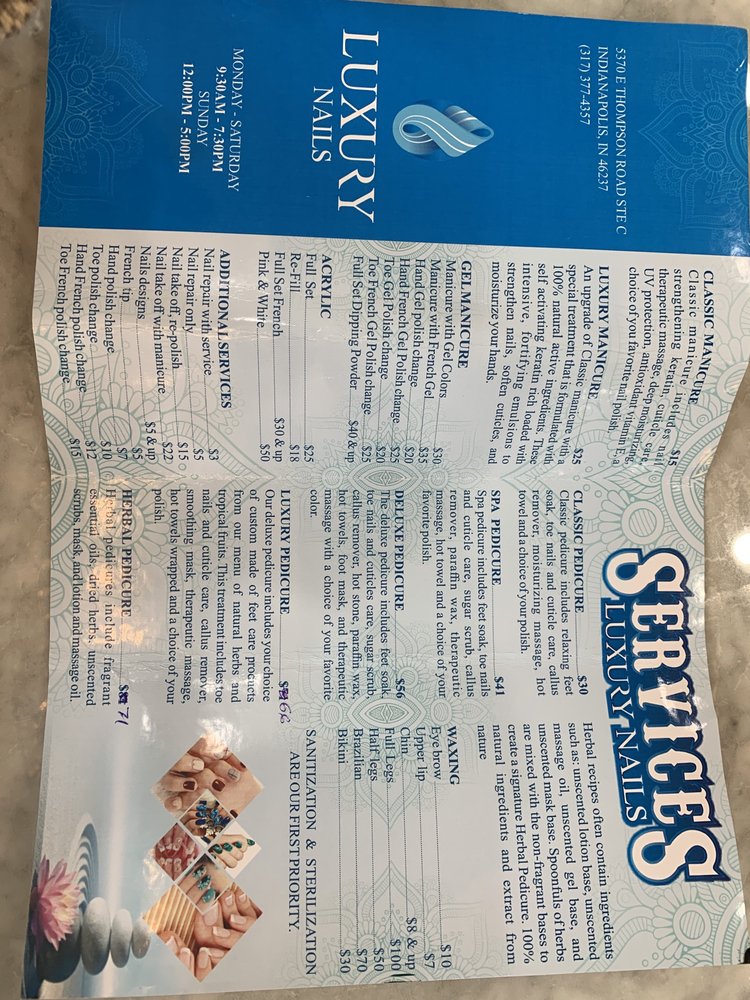 5370 E THOMPSON ROAD STE C
INDIANAPOLIS, IN 46237
(317) 377-4357
LUXURY
NAILS
MONDAY - SATURDAY
9:30AM - 7:30PM
SUNDAY
12:00PM - 5:00PM
SERVICES
LUXURY NAILS
CLASSIC MANICURE $15
Classic manicure includes
strengthening keratin, cuticle nail
therapeutic massage, deep moisturizing
UV protection, antioxidant vitamin E, a
choice of you favorite nail polish.
LUXURY MANICURE $25
An upgrade of Classic manicure with a
special treatment that is formulated with
100% natural active ingredients. These
self activating keratin rich loaded with
intensive, fortifying emulsions to
strengthen nails, soften cuticles, and
moisturize your hands.
GEL MANICURE
Manicure with Gel Colors $30
Manicure with French Gel $35
Hand Gel polish change $20
Hand French Gel Polish change $25
Toe Gel Polish change $20
Toe French Gel Polish change $25
Full Set Dipping Powder $40 & up
ACRYLIC
Full Set $25
Re-Fill $18
Full Set French $30 & up
Pink & White $50
ADDITIONAL SERVICES
Nail repair with service $3
Nail repair only $5
Nail take off, re-polish $15
Nail take off with manicure $22
Nails designs $5 & up
French tip $5
Hand polish change $7
Toe polish change $10
Hand French polish change $12
Toe French polish change $15
CLASSIC PEDICURE $30
Classic pedicure includes relaxing feet
soak, toe nails and cuticle care, callus
remover, moisturizing massage, hot
towel and a choice of your polish.
SPA PEDICURE $41
Spa pedicure includes feet soak, toe nails
and cuticle care, sugar scrub, callus
remover, paraffin wax, therapeutic
massage, hot towel and a choice of your
favorite polish.
DELUXE PEDICURE $56
The deluxe pedicure includes feet soak,
toe nails and cuticles care, sugar scrub,
callus remover, hot stone, paraffin wax,
hot towels, foot mask, and therapeutic
massage with a choice of your favorite
color.
LUXURY PEDICURE 66
Our deluxe pedicure includes your choice
of custom made of feet care procucts
from our menu of natural herbs and
tropical fruits. This treatment includes toe
nails and cuticle care, callus remover,
smoothing mask, therapeutic massage,
hot towels wrapped and a choice of your
polish.
HERBAL PEDICURE 71
Herbal pedicures include fragrant
essential oils, dried herbs, unscented
scrubs, mask, and lotion and massage oil.
Herbal recipes often contain ingredients
such as: unscented lotion base, unscented
massage oil, unscented gel base, and
unscented mask base. Spoonfuls of herbs
are mixed with the non-fragrant bases to
create a signature Herbal Pedicure. 100%
natural ingredients and extract from
nature
WAXING
Eye brow $10
Upper lip $7
Chin $8 & up
Full Legs $100
Half legs $50
Brazilian $70
Bikini $30
SANITIZATION & STERILIZATION
ARE OUR FIRST PRIORITY.